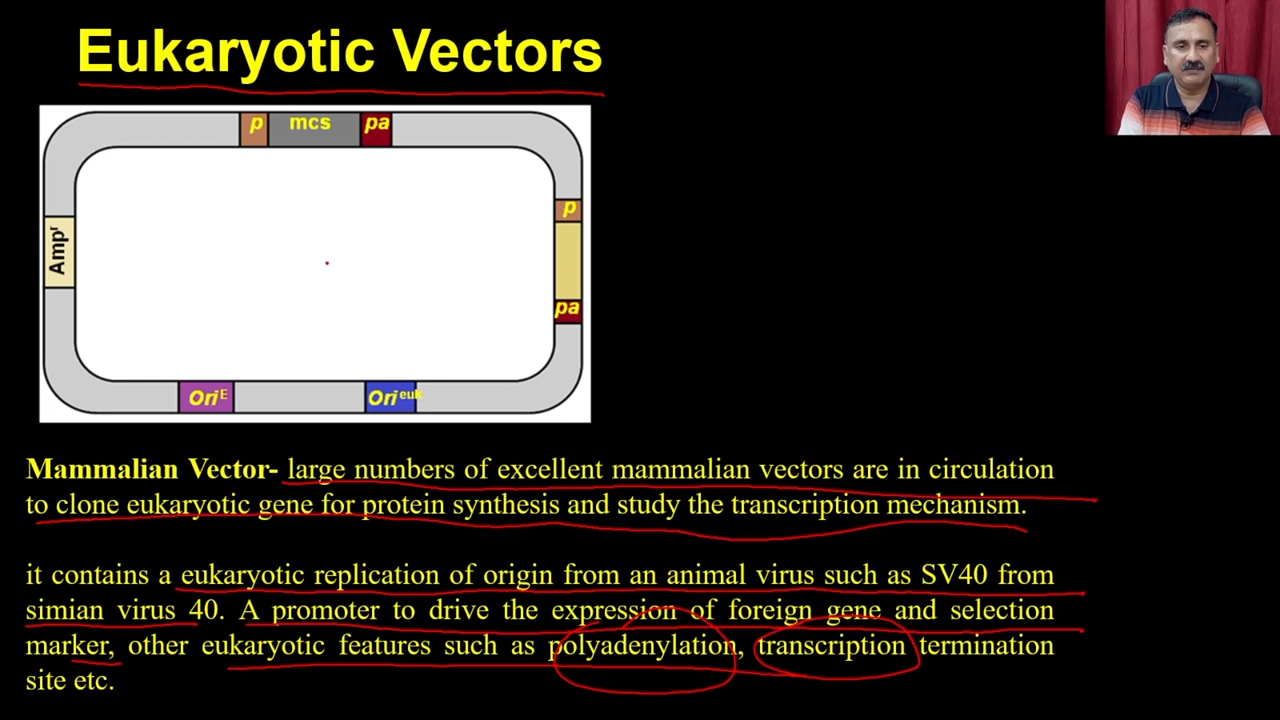 Eukaryotic Vectors
p mcs pa
p
Ampʳ
pa
Oriᴱ Oriᵉᵘᵏ
Mammalian Vector- large numbers of excellent mammalian vectors are in circulation
to clone eukaryotic gene for protein synthesis and study the transcription mechanism.
it contains a eukaryotic replication of origin from an animal virus such as SV40 from
simian virus 40. A promoter to drive the expression of foreign gene and selection
marker, other eukaryotic features such as polyadenylation, transcription termination
site etc.